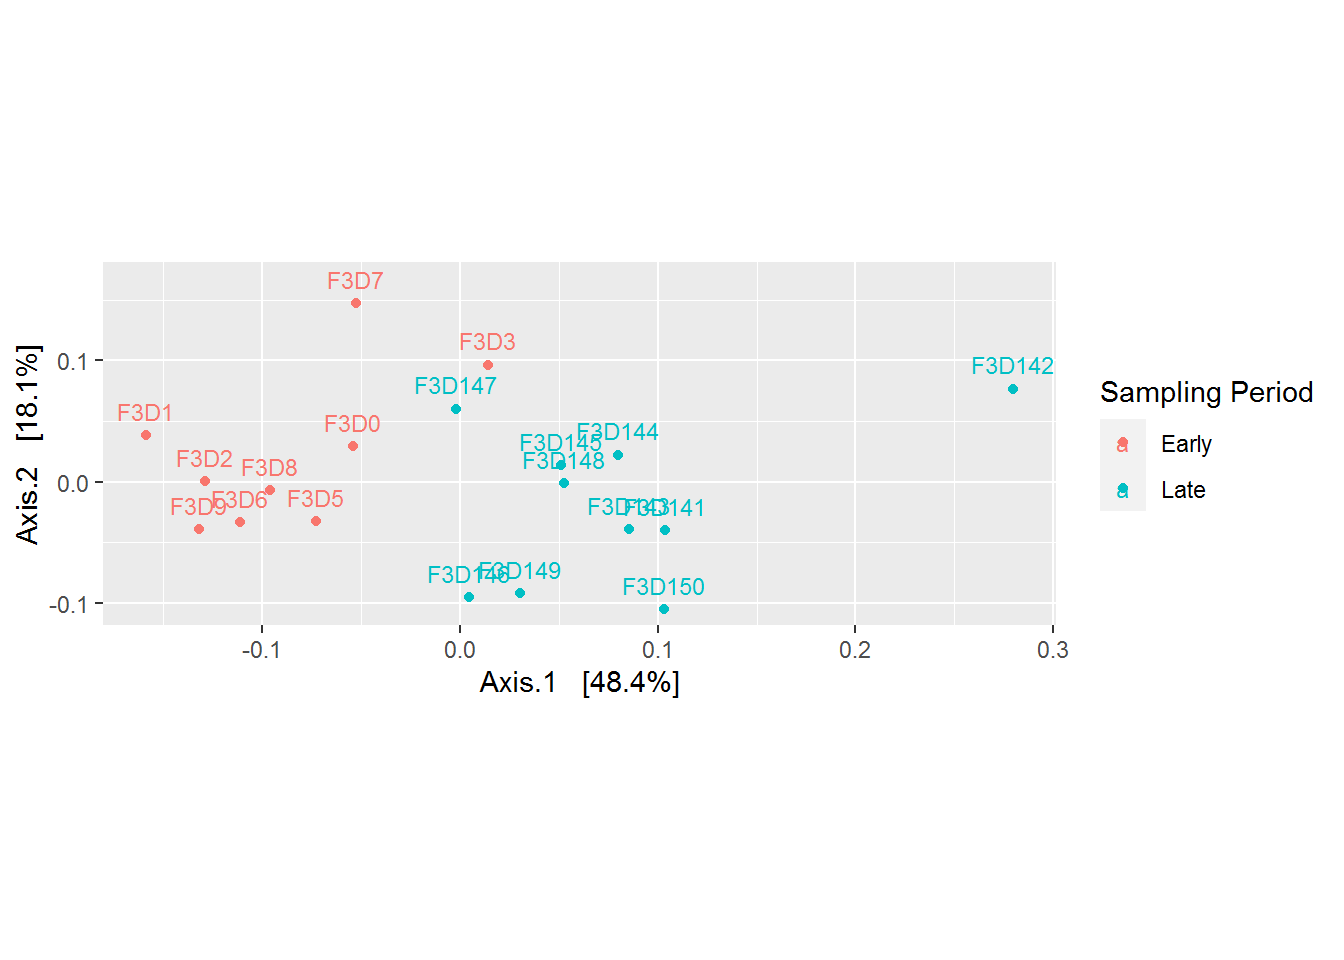 F3D7
F3D3
F3D142
F3D147
F3D1
F3D0
F3D144
F3D145
F3D2
F3D8
F3D148
F3D9
F3D6
F3D5
F3D143
F3D141
F3D146
F3D149
F3D150
0.1
0.0
-0.1
Axis.2 [18.1%]
-0.1 0.0 0.1 0.2 0.3
Axis.1 [48.4%]
Sampling Period
a Early
a Late